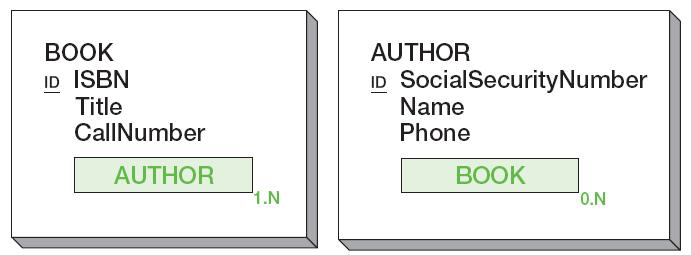 BOOK
ID ISBN
Title
CallNumber
AUTHOR
1.N
AUTHOR
ID SocialSecurityNumber
Name
Phone
BOOK
0.N